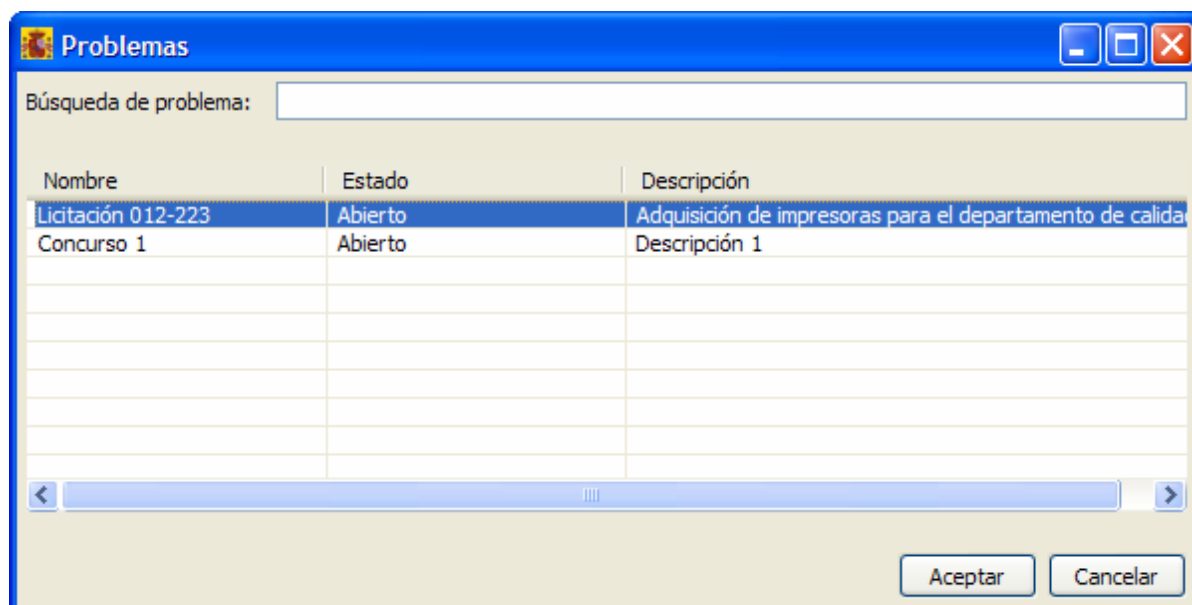 Problemas
Búsqueda de problema:
Nombre Estado Descripción
Licitación 012-223 Abierto Adquisición de impresoras para el departamento de calidad
Concurso 1 Abierto Descripción 1
Aceptar Cancelar